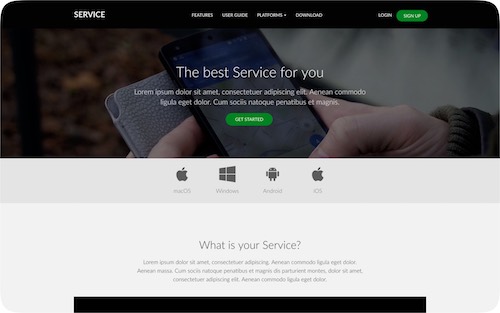 SERVICE
FEATURES
USER GUIDE
PLATFORMS
DOWNLOAD
LOGIN
SIGN UP
The best Service for you
Lorem ipsum dolor sit amet, consectetuer adipiscing elit. Aenean commodo
ligula eget dolor. Cum sociis natoque penatibus et magnis.
GET STARTED
macOS
Windows
Android
iOS
What is your Service?
Lorem ipsum dolor sit amet, consectetuer adipiscing. Aenean commodo ligula eget dolor.
Aenean massa. Cum sociis natoque penatibus et magnis dis parturient montes, dolor sit amet,
consectetuer adipiscing elit. Aenean commodo ligula eget dolor.